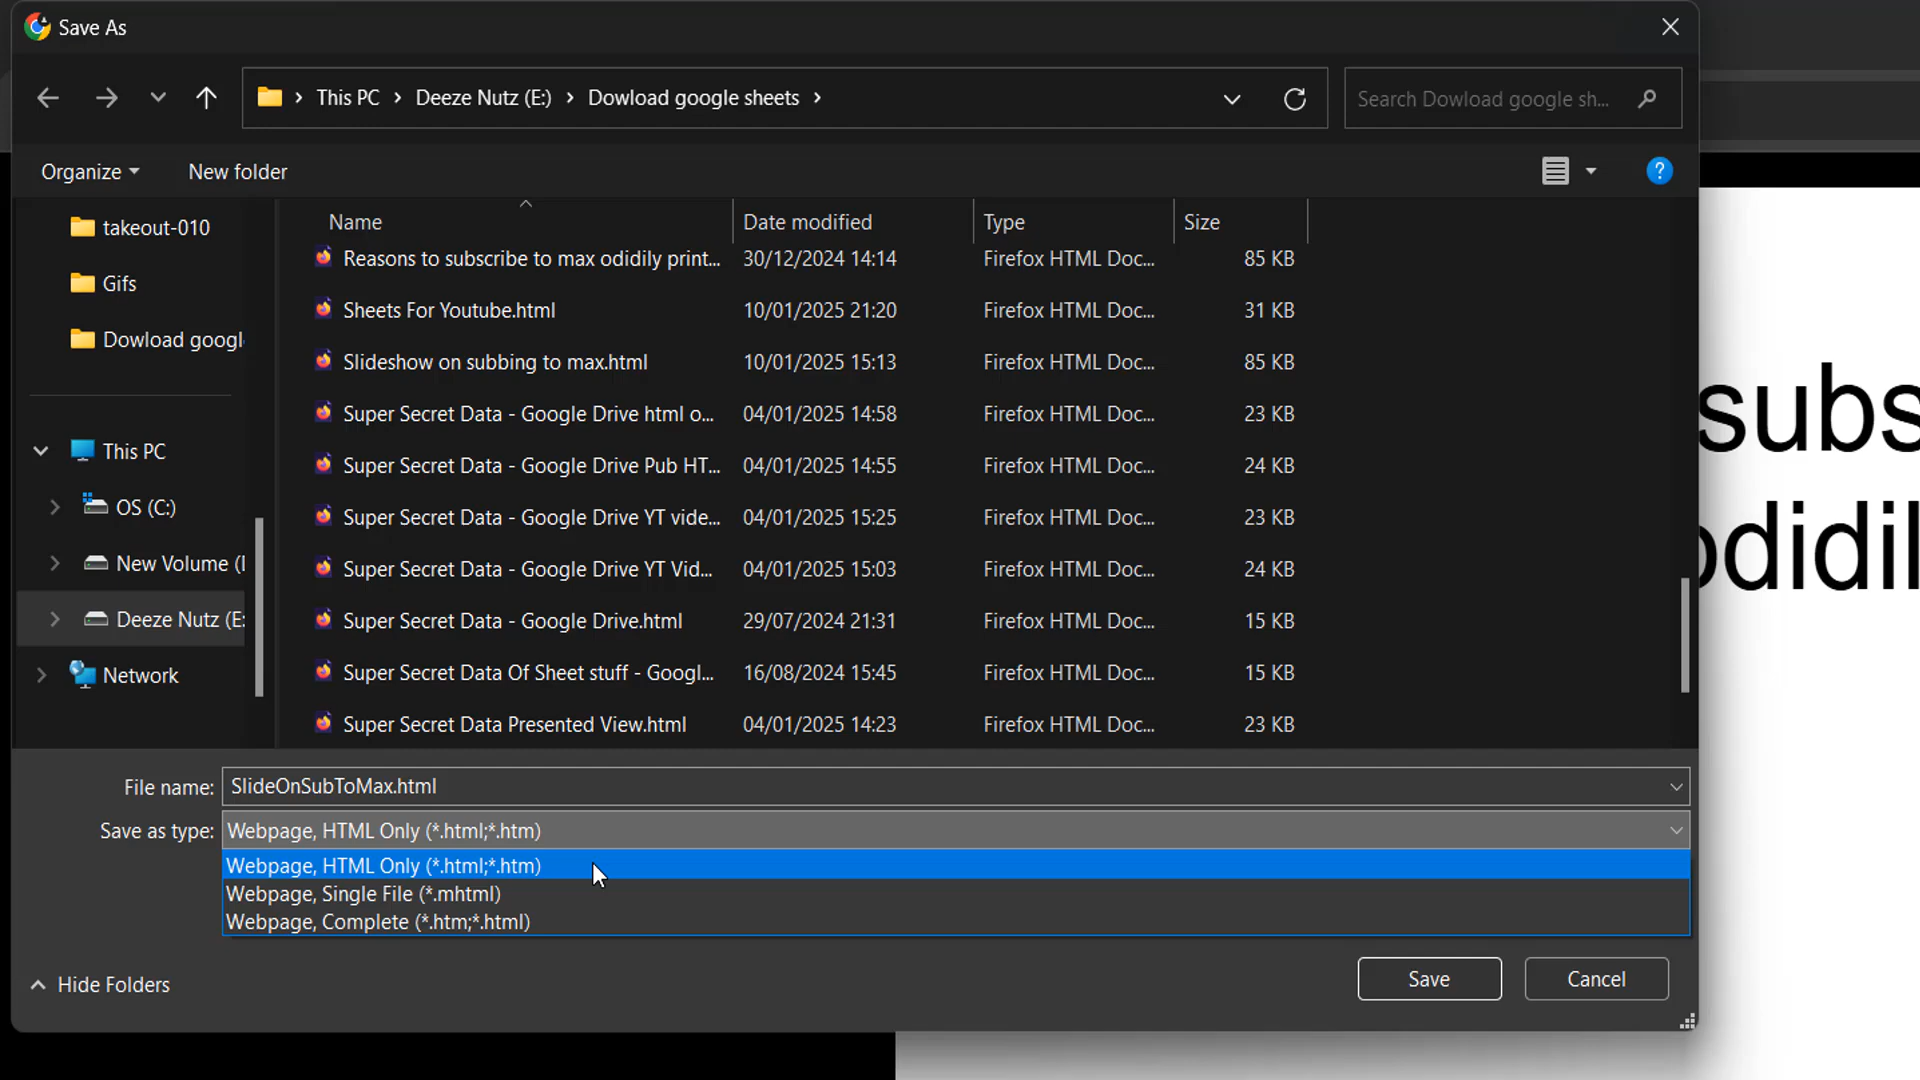 Save As
This PC > Deeze Nutz (E:) > Dowload google sheets >
Search Dowload google sh...
Organize
New folder
?
takeout-010
Gifs
Dowload googl
This PC
OS (C:)
New Volume (
Deeze Nutz (E:
Network
Name Date modified Type Size
Reasons to subscribe to max odidily print... 30/12/2024 14:14 Firefox HTML Doc... 85 KB
Sheets For Youtube.html 10/01/2025 21:20 Firefox HTML Doc... 31 KB
Slideshow on subbing to max.html 10/01/2025 15:13 Firefox HTML Doc... 85 KB
Super Secret Data - Google Drive html o... 04/01/2025 14:58 Firefox HTML Doc... 23 KB
Super Secret Data - Google Drive Pub HT... 04/01/2025 14:55 Firefox HTML Doc... 24 KB
Super Secret Data - Google Drive YT vide... 04/01/2025 15:25 Firefox HTML Doc... 23 KB
Super Secret Data - Google Drive YT Vid... 04/01/2025 15:03 Firefox HTML Doc... 24 KB
Super Secret Data - Google Drive.html 29/07/2024 21:31 Firefox HTML Doc... 15 KB
Super Secret Data Of Sheet stuff - Googl... 16/08/2024 15:45 Firefox HTML Doc... 15 KB
Super Secret Data Presented View.html 04/01/2025 14:23 Firefox HTML Doc... 23 KB
subs
odidil
File name: SlideOnSubToMax.html
Save as type: Webpage, HTML Only (*.html;*.htm)
Webpage, HTML Only (*.html;*.htm)
Webpage, Single File (*.mhtml)
Webpage, Complete (*.htm;*.html)
Hide Folders
Save
Cancel